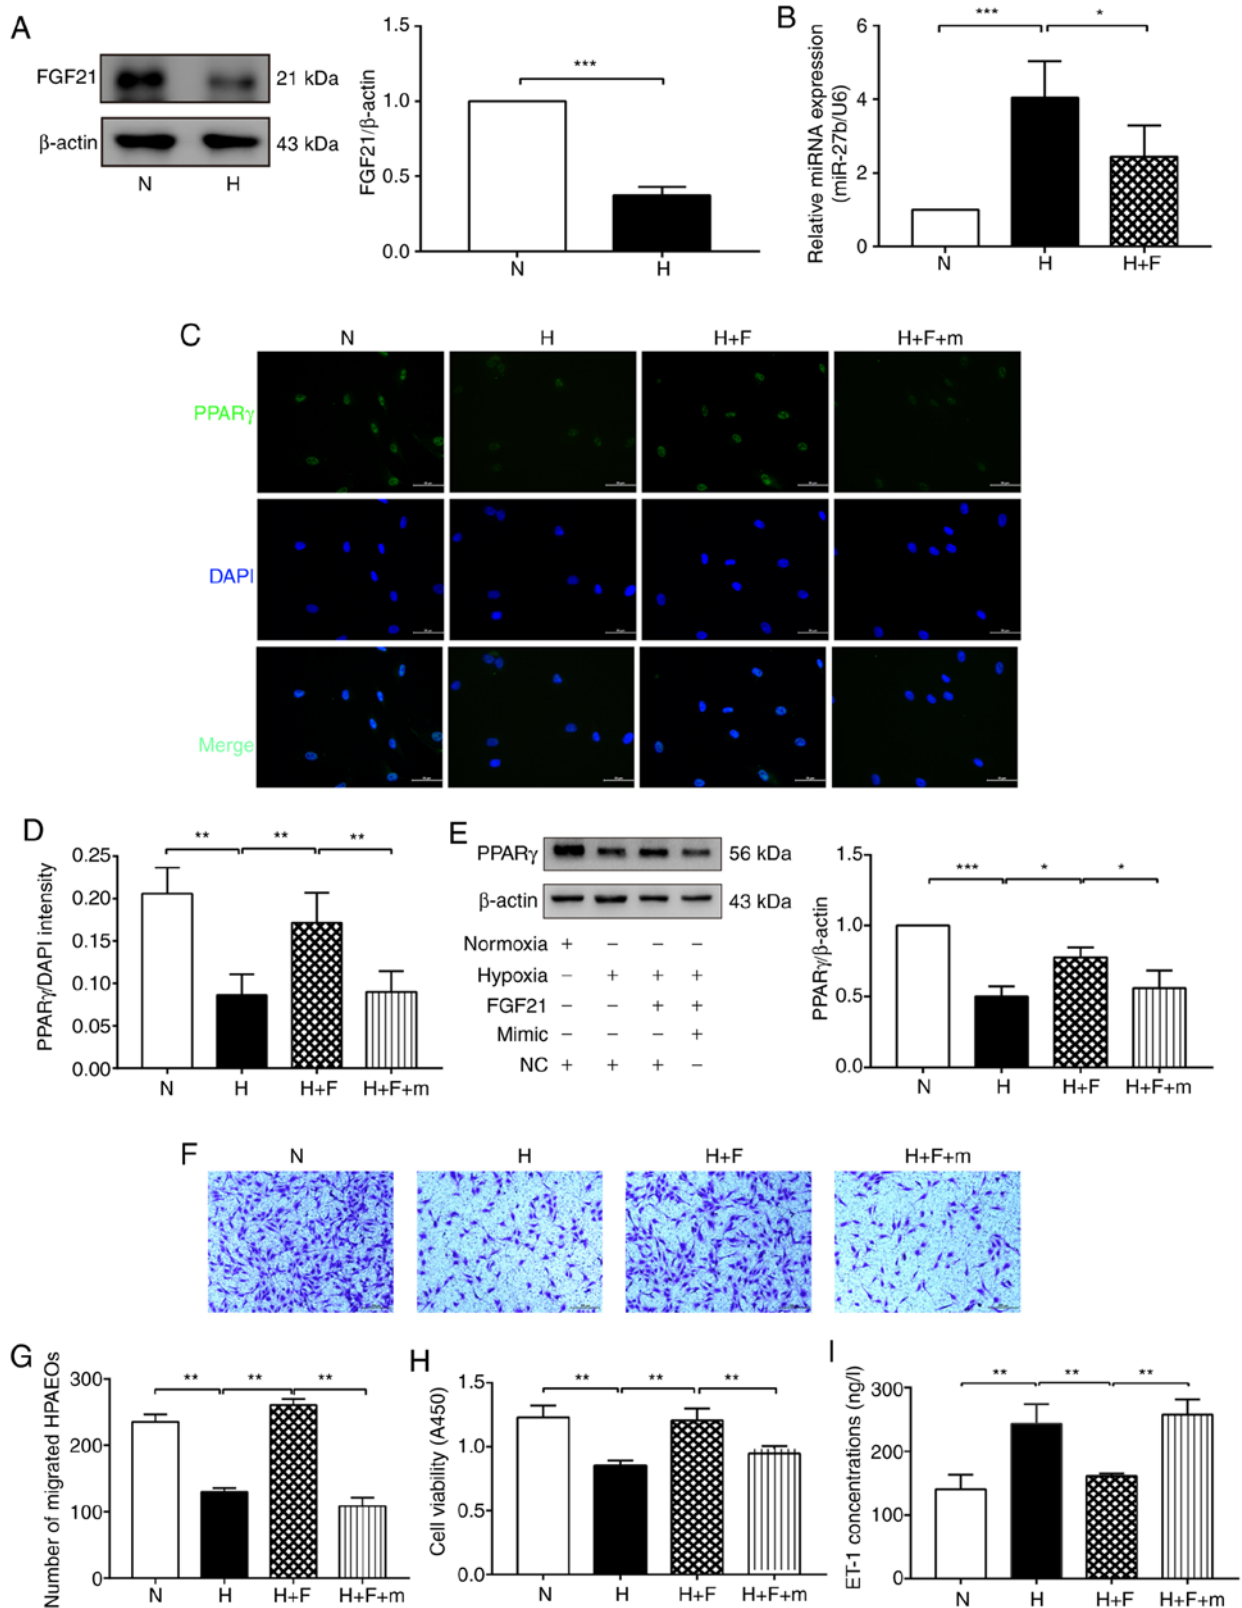 A
FGF21
21 kDa
β-actin
43 kDa
N H
FGF21/β-actin
1.5
1.0
0.5
0.0
***
N H
B
Relative miRNA expression
(miR-27b/U6)
6
4
2
0
*** *
N H H+F
C
N H H+F H+F+m
PPARγ
DAPI
Merge
D
PPARγ/DAPI intensity
0.25
0.20
0.15
0.10
0.05
0.00
** ** **
N H H+F H+F+m
E
PPARγ 56 kDa
β-actin 43 kDa
Normoxia + − − −
Hypoxia − + + +
FGF21 − − + +
Mimic − − − +
NC + + + −
PPARγ/β-actin
1.5
1.0
0.5
0.0
*** * *
N H H+F H+F+m
F
N H H+F H+F+m
G
Number of migrated HPAEOs
300
200
100
0
** ** **
N H H+F H+F+m
H
Cell viability (A450)
1.5
1.0
0.5
0.0
** ** **
N H H+F H+F+m
I
ET-1 concentrations (ng/l)
300
200
100
0
** ** **
N H H+F H+F+m